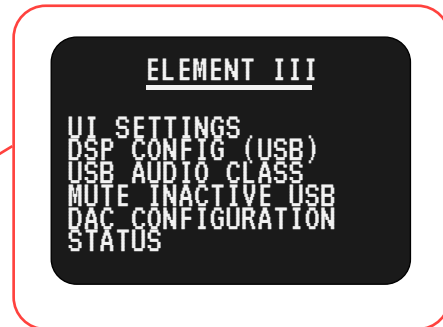 ELEMENT III
UI SETTINGS
DSP CONFIG (USB)
USB AUDIO CLASS
MUTE INACTIVE USB
DAC CONFIGURATION
STATUS